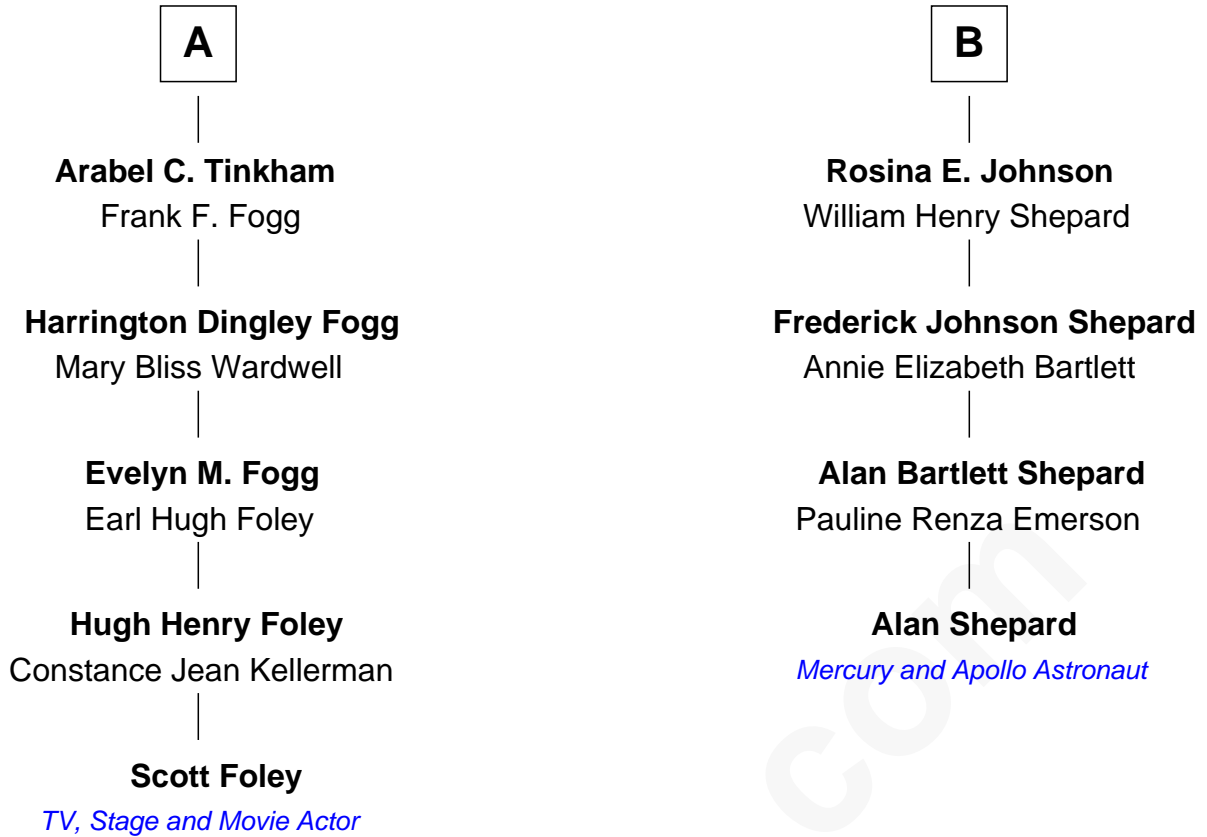 A
Arabel C. Tinkham
Frank F. Fogg
Harrington Dingley Fogg
Mary Bliss Wardwell
Evelyn M. Fogg
Earl Hugh Foley
Hugh Henry Foley
Constance Jean Kellerman
Scott Foley
TV, Stage and Movie Actor
B
Rosina E. Johnson
William Henry Shepard
Frederick Johnson Shepard
Annie Elizabeth Bartlett
Alan Bartlett Shepard
Pauline Renza Emerson
Alan Shepard
Mercury and Apollo Astronaut
com